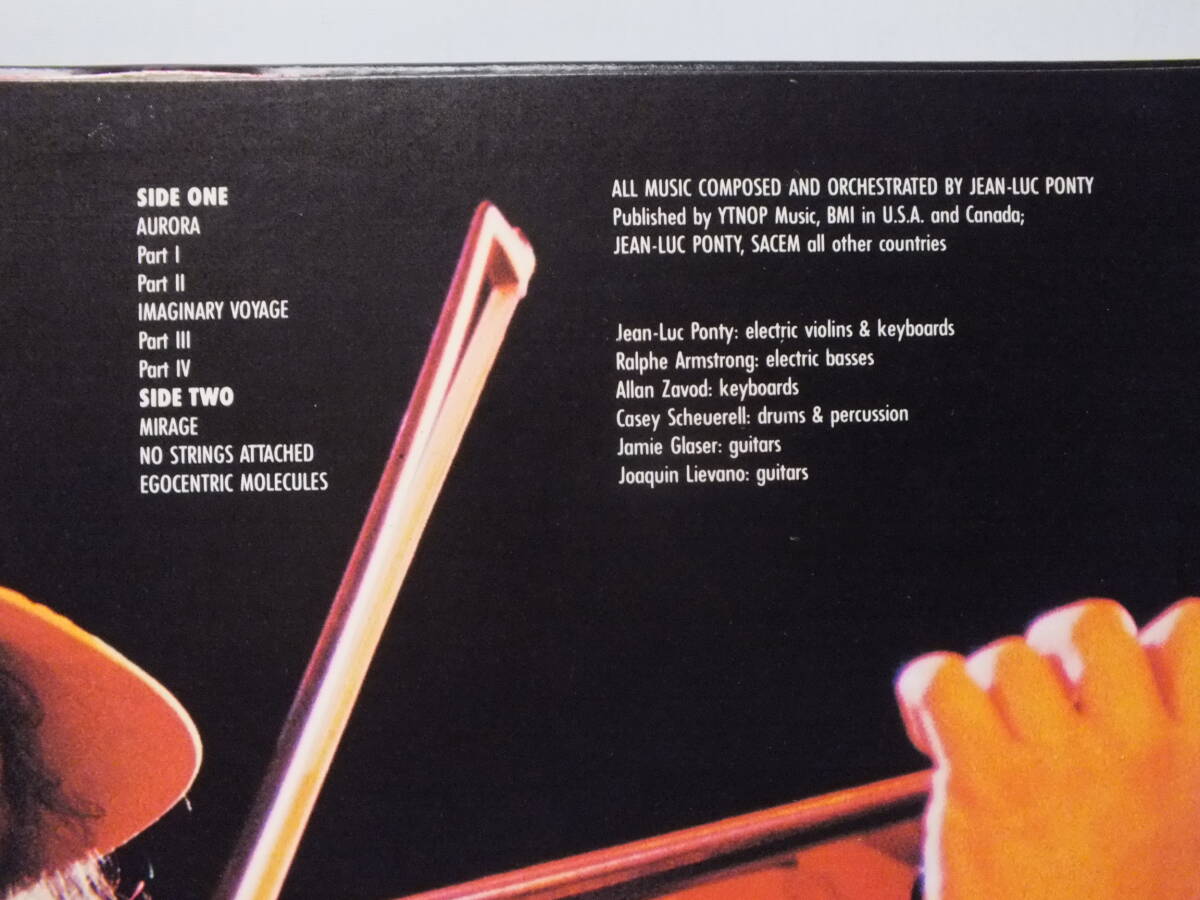 SIDE ONE
AURORA
Part I
Part II
IMAGINARY VOYAGE
Part III
Part IV
SIDE TWO
MIRAGE
NO STRINGS ATTACHED
EGOCENTRIC MOLECULES
ALL MUSIC COMPOSED AND ORCHESTRATED BY JEAN-LUC PONTY
Published by YTNOP Music, BMI in U.S.A. and Canada;
JEAN-LUC PONTY, SACEM all other countries
Jean-Luc Ponty: electric violins & keyboards
Ralphe Armstrong: electric basses
Allan Zavod: keyboards
Casey Scheuerell: drums & percussion
Jamie Glaser: guitars
Joaquin Lievano: guitars